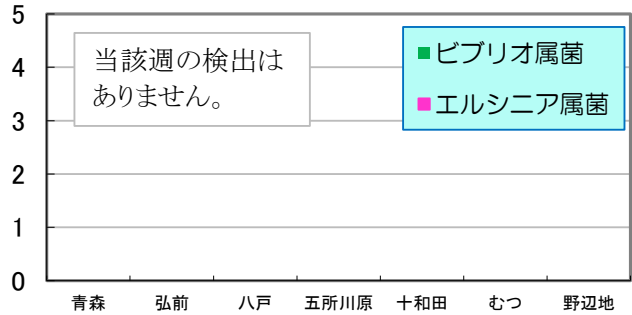 5
4
3
2
1
0
当該週の検出は
ありません。
ビブリオ属菌
エルシニア属菌
青森 弘前 八戸 五所川原 十和田 むつ 野辺地